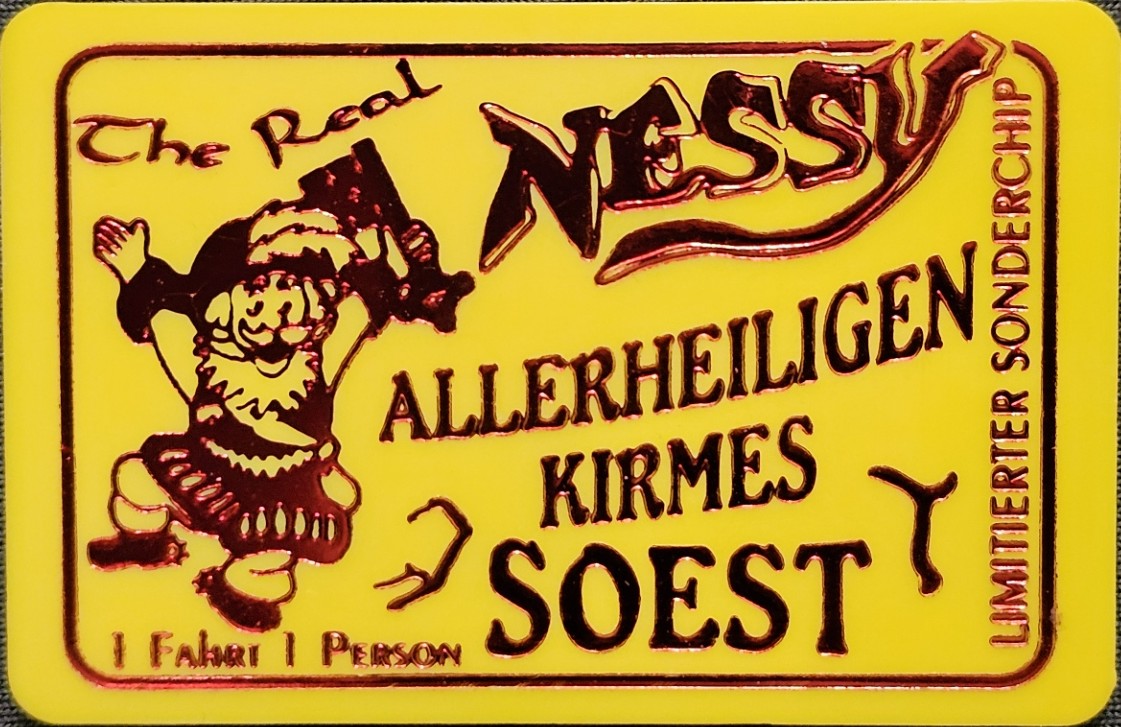 The Real
NESSY
ALLERHEILIGEN
KIRMES
SOEST
1 FAHRT 1 PERSON
LIMITIERTER SONDERCHIP